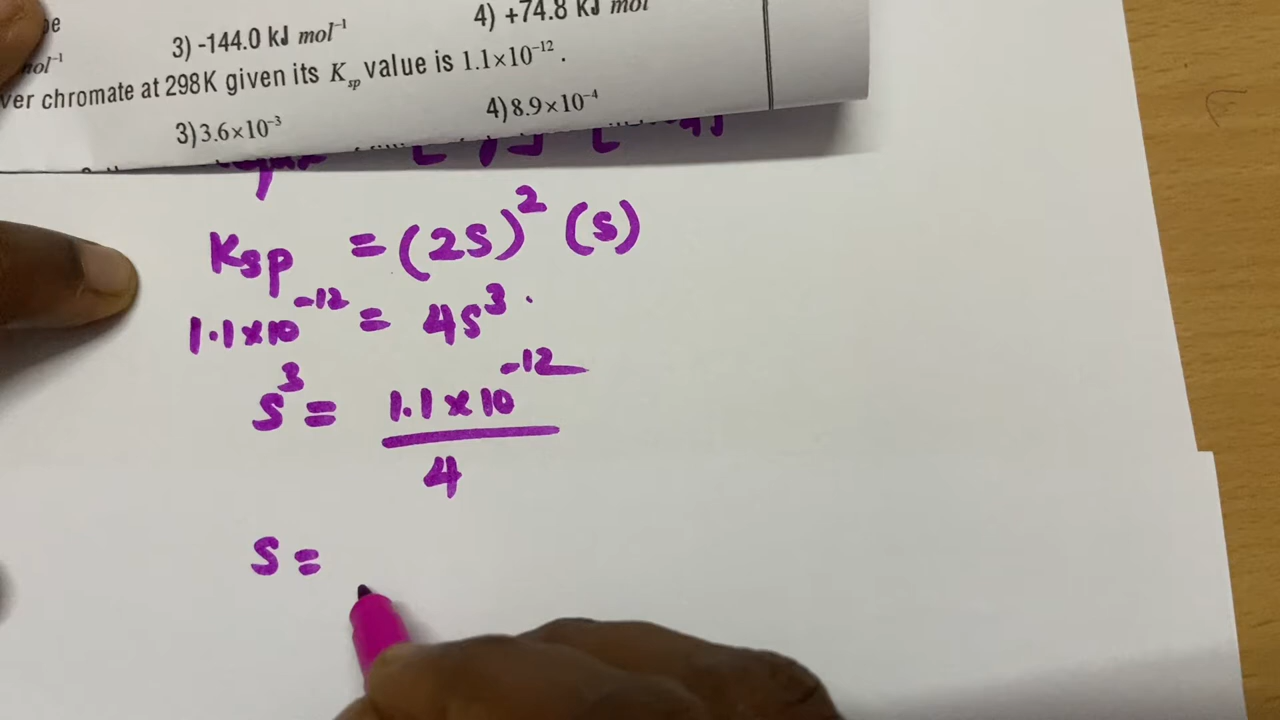 4) +74.8 KJ mol
3) -144.0 kJ mol⁻¹
mol⁻¹
ver chromate at 298K given its Ksp value is 1.1×10⁻¹².
3) 3.6×10⁻³
4) 8.9×10⁻⁴
Ksp = (2S)² (S)
1.1×10⁻¹² = 4S³
S³ = 1.1×10⁻¹²
4
S =